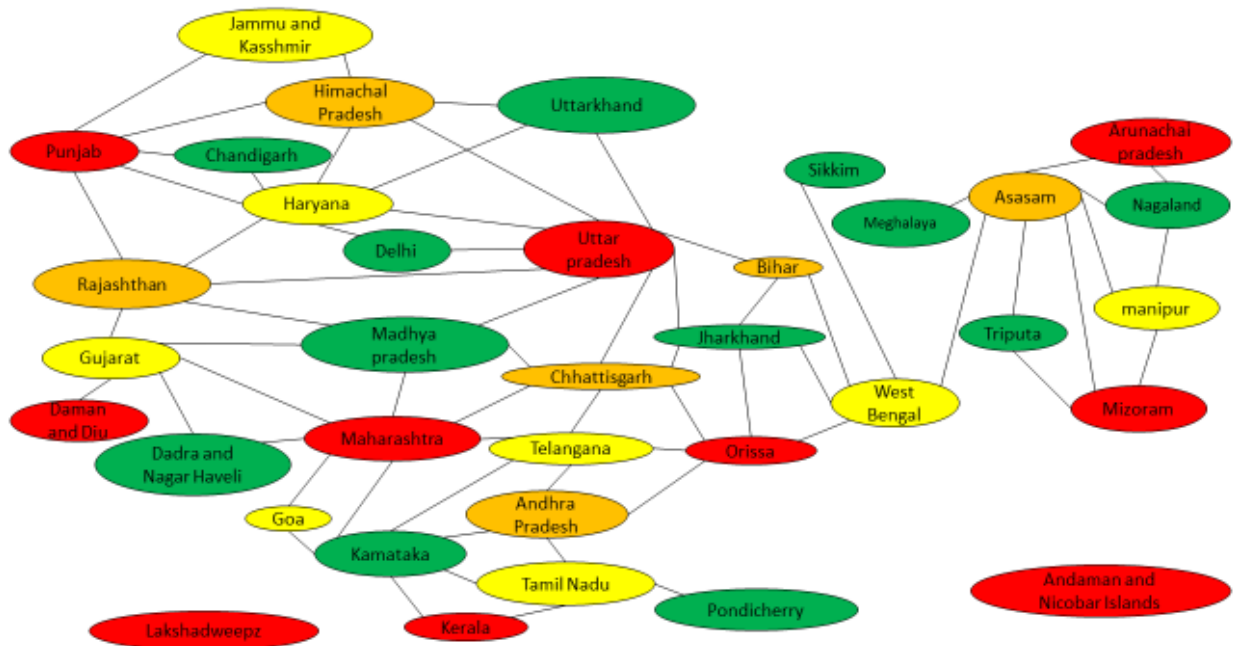 Jammu and
Kasshmir
Himachal
Pradesh
Uttarkhand
Punjab
Chandigarh
Arunachai
pradesh
Sikkim
Haryana
Asasam
Nagaland
Meghalaya
Delhi
Uttar
pradesh
Bihar
Rajashthan
manipur
Madhya
pradesh
Jharkhand
Triputa
Gujarat
Chhattisgarh
West
Bengal
Mizoram
Daman
and Diu
Maharashtra
Telangana
Orissa
Dadra and
Nagar Haveli
Goa
Andhra
Pradesh
Kamataka
Tamil Nadu
Pondicherry
Andaman and
Nicobar Islands
Lakshadweepz
Kerala